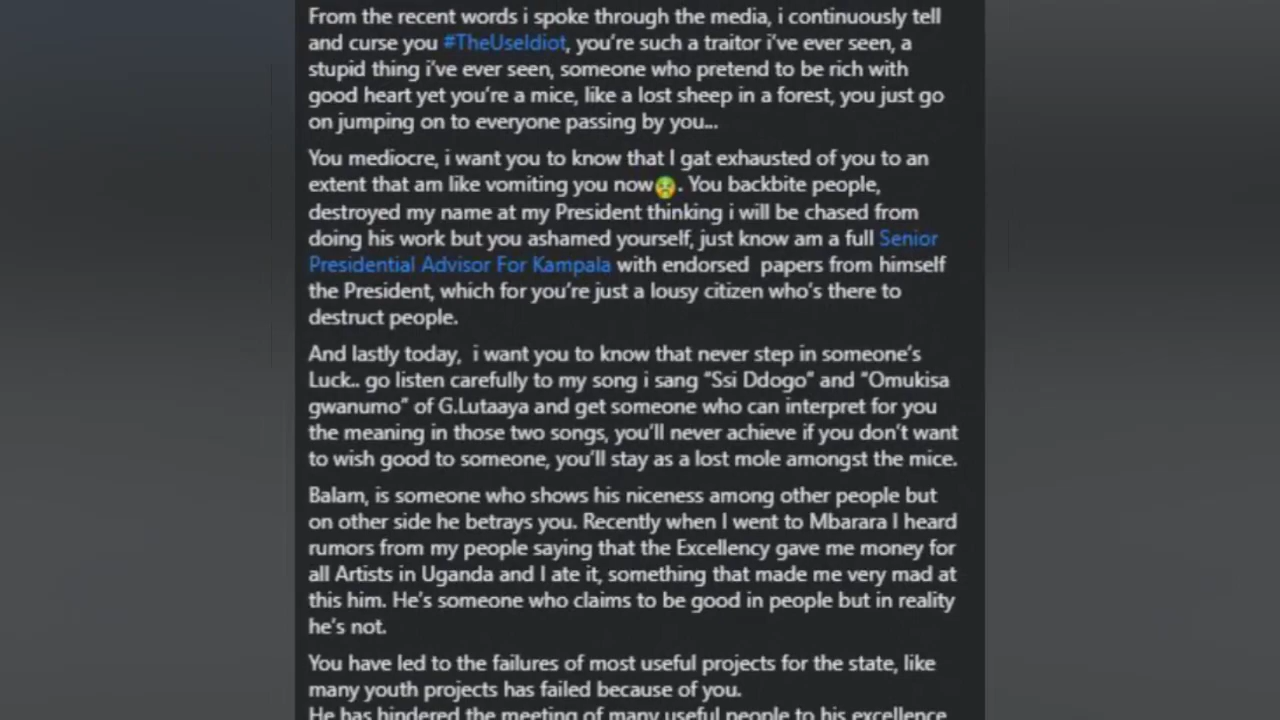 From the recent words i spoke through the media, i continuously tell
and curse you #TheUseIdiot, you're such a traitor i've ever seen, a
stupid thing i've ever seen, someone who pretend to be rich with
good heart yet you're a mice, like a lost sheep in a forest, you just go
on jumping on to everyone passing by you...
You mediocre, i want you to know that I gat exhausted of you to an
extent that am like vomiting you now🤢. You backbite people,
destroyed my name at my President thinking i will be chased from
doing his work but you ashamed yourself, just know am a full Senior
Presidential Advisor For Kampala with endorsed  papers from himself
the President, which for you're just a lousy citizen who's there to
destruct people.
And lastly today,  i want you to know that never step in someone's
Luck.. go listen carefully to my song i sang "Ssi Ddogo" and "Omukisa
gwanumo" of G.Lutaaya and get someone who can interpret for you
the meaning in those two songs, you'll never achieve if you don't want
to wish good to someone, you'll stay as a lost mole amongst the mice.
Balam, is someone who shows his niceness among other people but
on other side he betrays you. Recently when I went to Mbarara I heard
rumors from my people saying that the Excellency gave me money for
all Artists in Uganda and I ate it, something that made me very mad at
this him. He's someone who claims to be good in people but in reality
he's not.
You have led to the failures of most useful projects for the state, like
many youth projects has failed because of you.
He has hindered the meeting of many useful people to his excellence